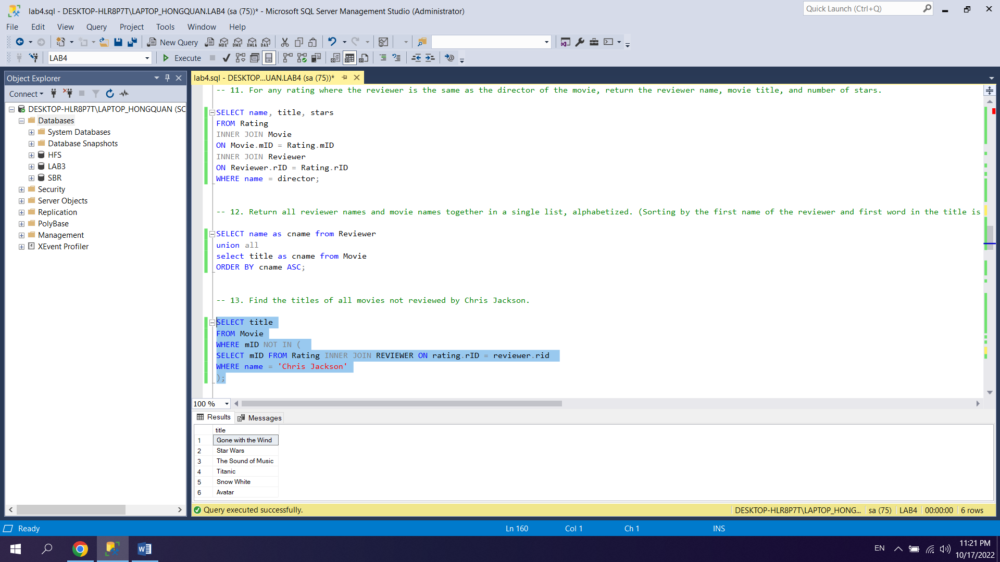 lab4.sql - DESKTOP-HLR8P7T\LAPTOP_HONGQUAN.LAB4 (sa (75))* - Microsoft SQL Server Management Studio (Administrator)
Quick Launch (Ctrl+Q)
File Edit View Query Project Tools Window Help
New Query
MDX DMX XMLA DAX
LAB4
Execute
Object Explorer
lab4.sql - DESKTOP...UAN.LAB4 (sa (75))*
Connect
DESKTOP-HLR8P7T\LAPTOP_HONGQUAN (SC
Databases
System Databases
Database Snapshots
HFS
LAB3
SBR
Security
Server Objects
Replication
PolyBase
Management
XEvent Profiler
-- 11. For any rating where the reviewer is the same as the director of the movie, return the reviewer name, movie title, and number of stars.
SELECT name, title, stars
FROM Rating
INNER JOIN Movie
ON Movie.mID = Rating.mID
INNER JOIN Reviewer
ON Reviewer.rID = Rating.rID
WHERE name = director;
-- 12. Return all reviewer names and movie names together in a single list, alphabetized. (Sorting by the first name of the reviewer and first word in the title is
SELECT name as cname from Reviewer
union all
select title as cname from Movie
ORDER BY cname ASC;
-- 13. Find the titles of all movies not reviewed by Chris Jackson.
SELECT title
FROM Movie
WHERE mID NOT IN (
SELECT mID FROM Rating INNER JOIN REVIEWER ON rating.rID = reviewer.rid
WHERE name = 'Chris Jackson'
);
100 %
Results Messages
title
1 Gone with the Wind
2 Star Wars
3 The Sound of Music
4 Titanic
5 Snow White
6 Avatar
Query executed successfully.
DESKTOP-HLR8P7T\LAPTOP_HONG... sa (75) LAB4 00:00:00 6 rows
Ready
Ln 160 Col 1 Ch 1 INS
EN
11:21 PM
10/17/2022